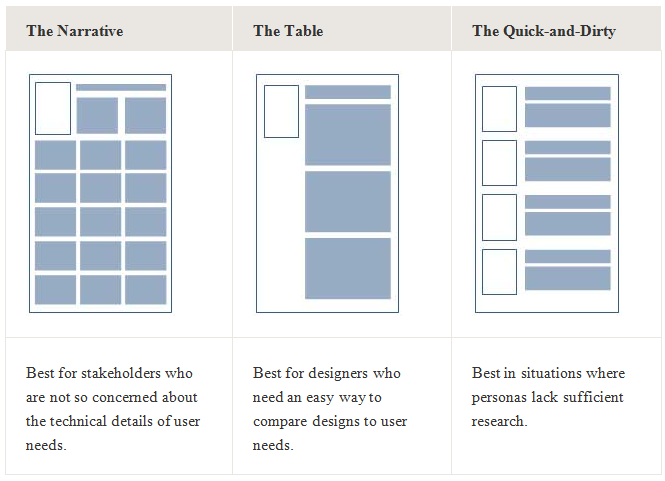 The Narrative
The Table
The Quick-and-Dirty
Best for stakeholders who
are not so concerned about
the technical details of user
needs.
Best for designers who
need an easy way to
compare designs to user
needs.
Best in situations where
personas lack sufficient
research.